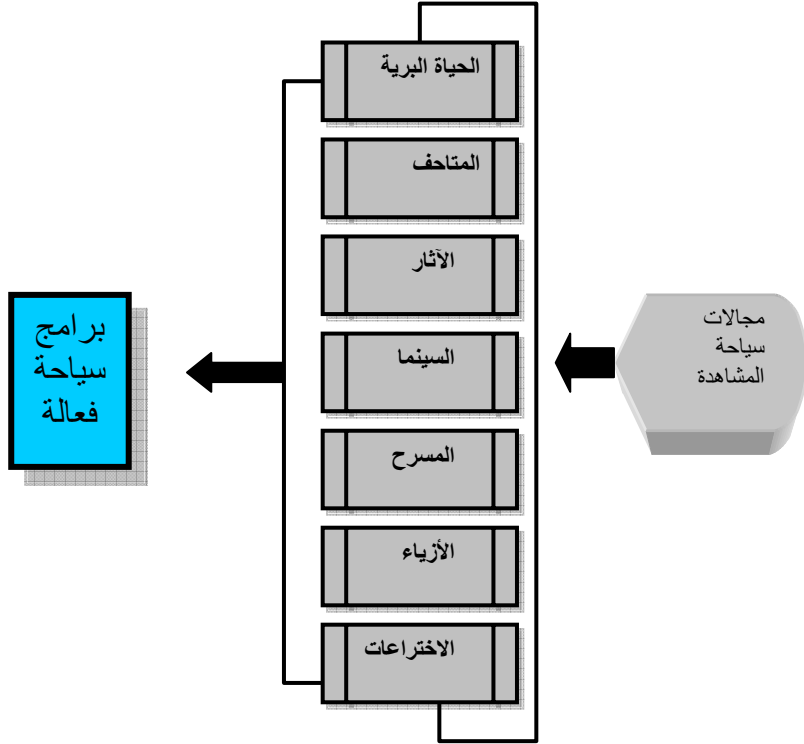 مجالات
سياحة
المشاهدة
الحياة البرية
المتاحف
الآثار
السينما
المسرح
الأزياء
الاختراعات
برامج
سياحة
فعالة